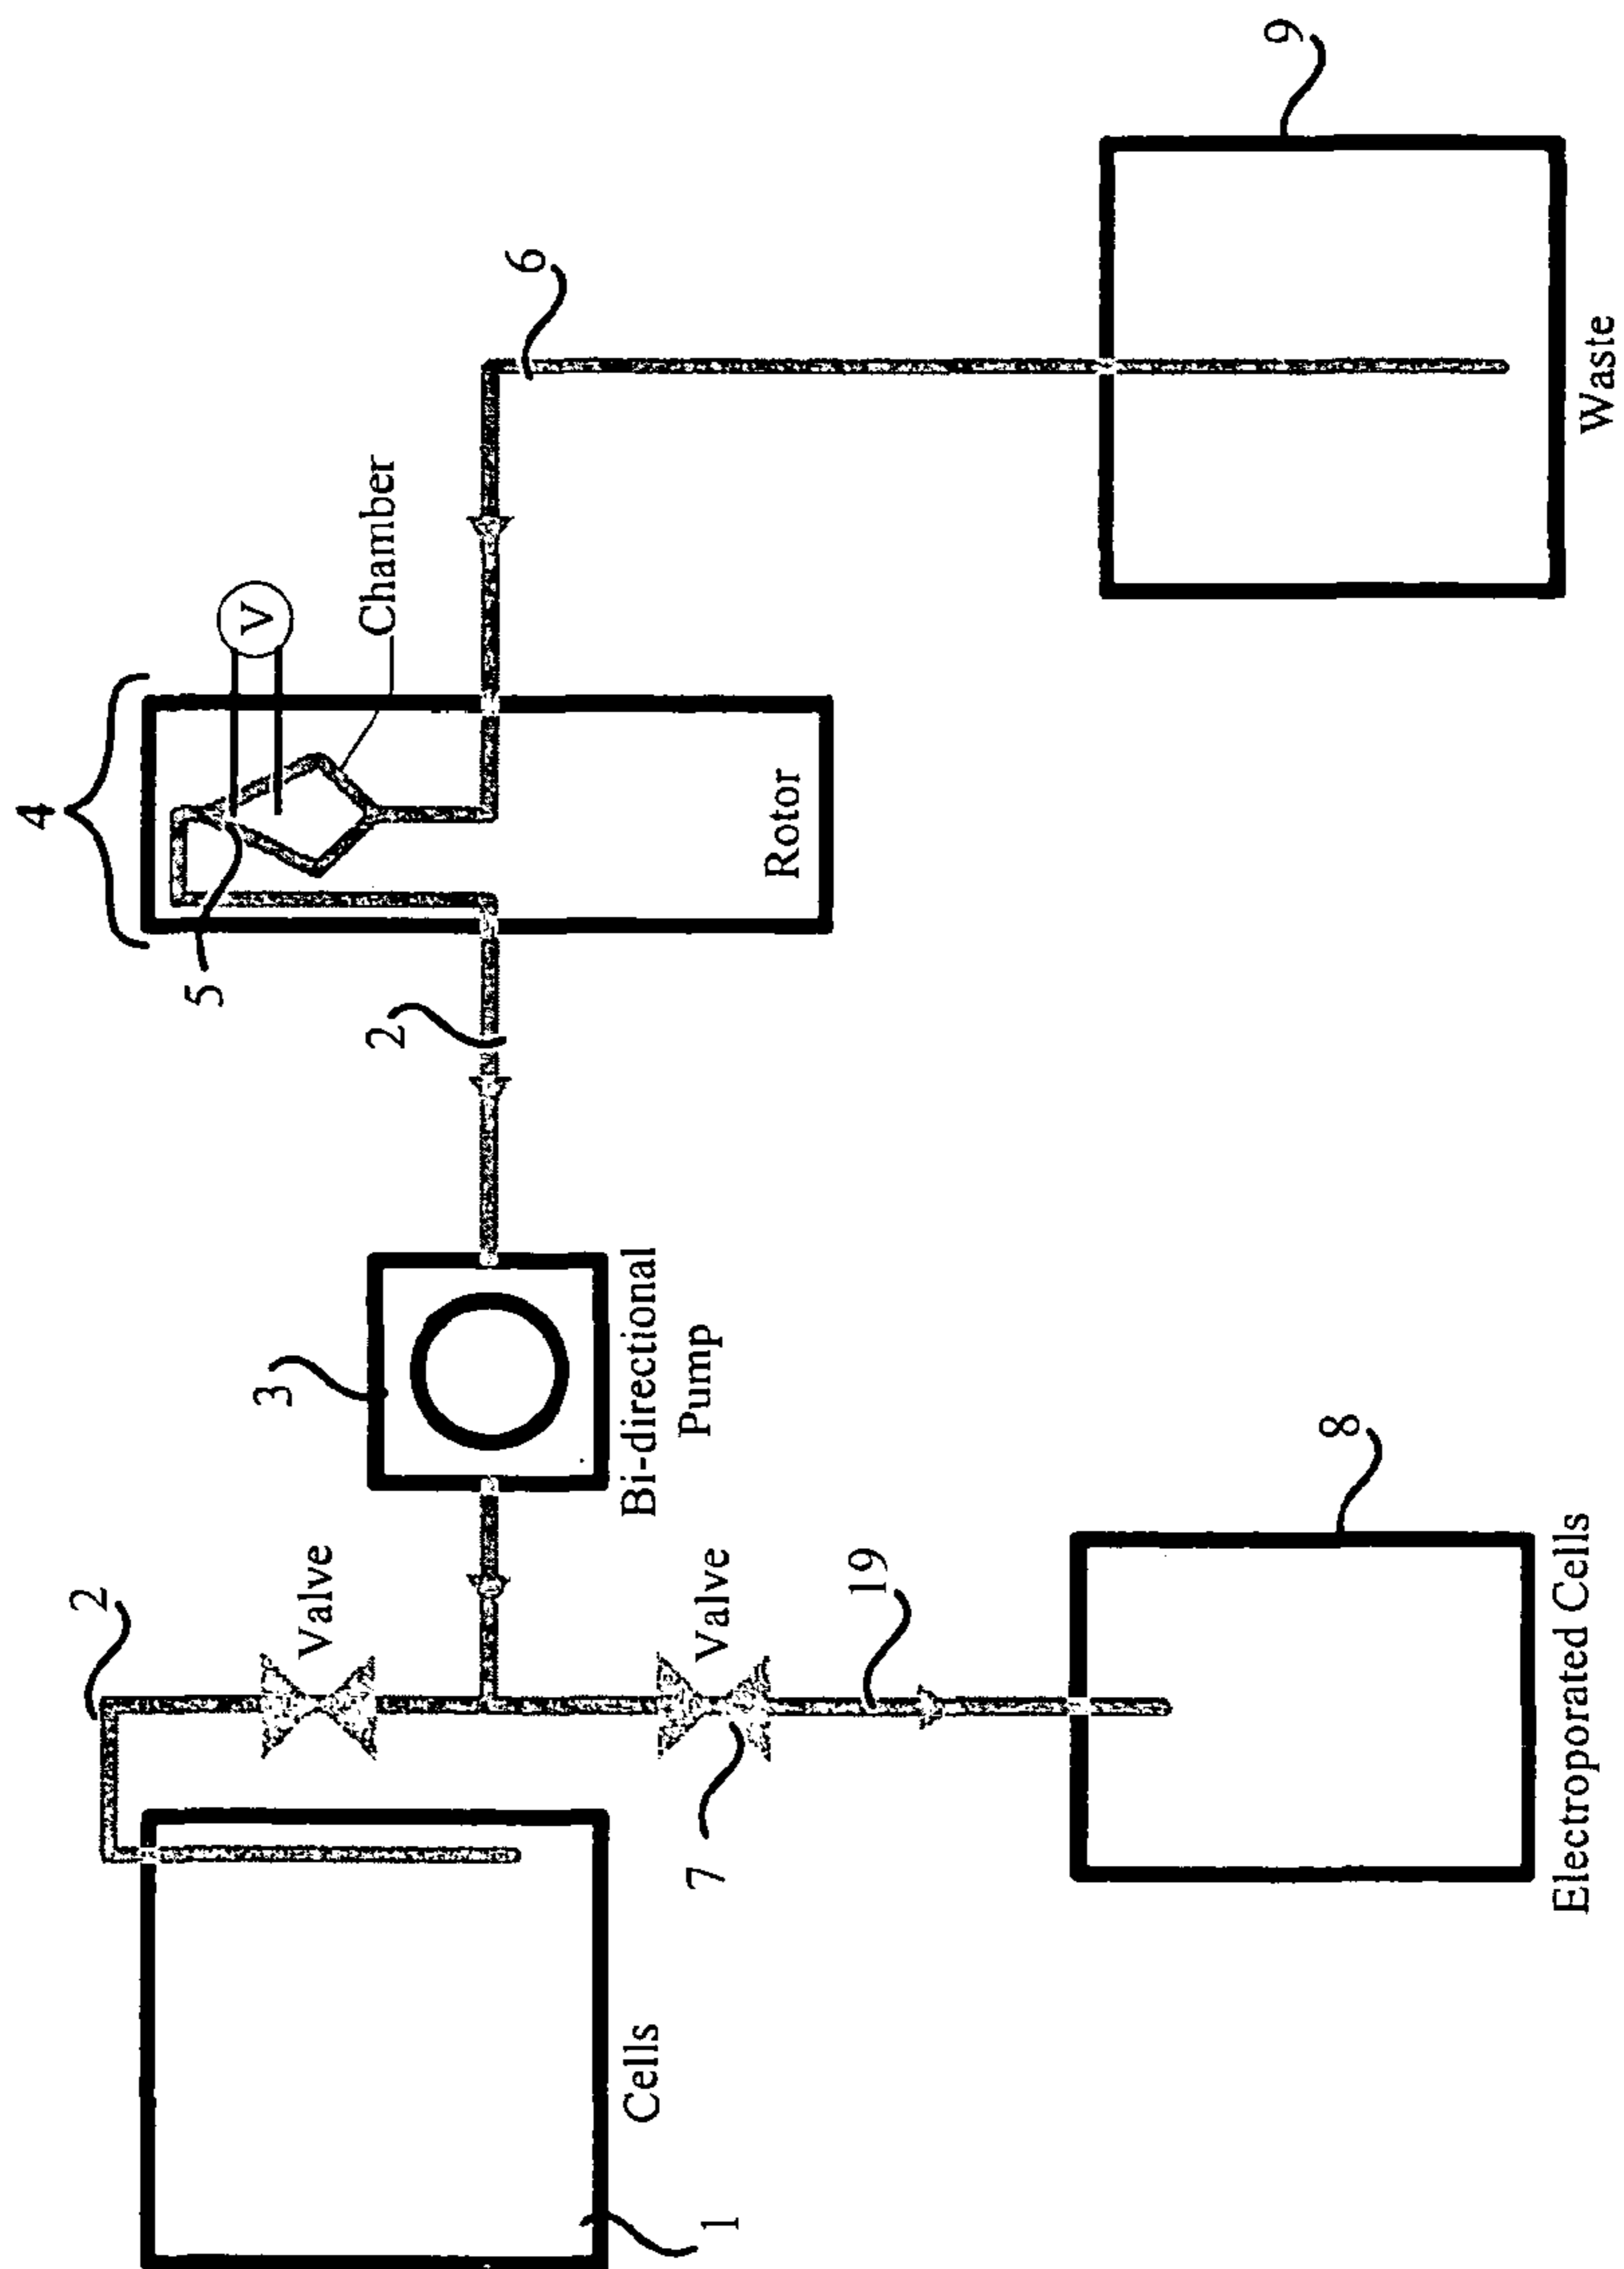 4
9
2
5
V
6
Valve
3
2
Chamber
Cells
Valve
Bi-directional
Pump
Rotor
1
7
19
8
Electroporated Cells
Waste